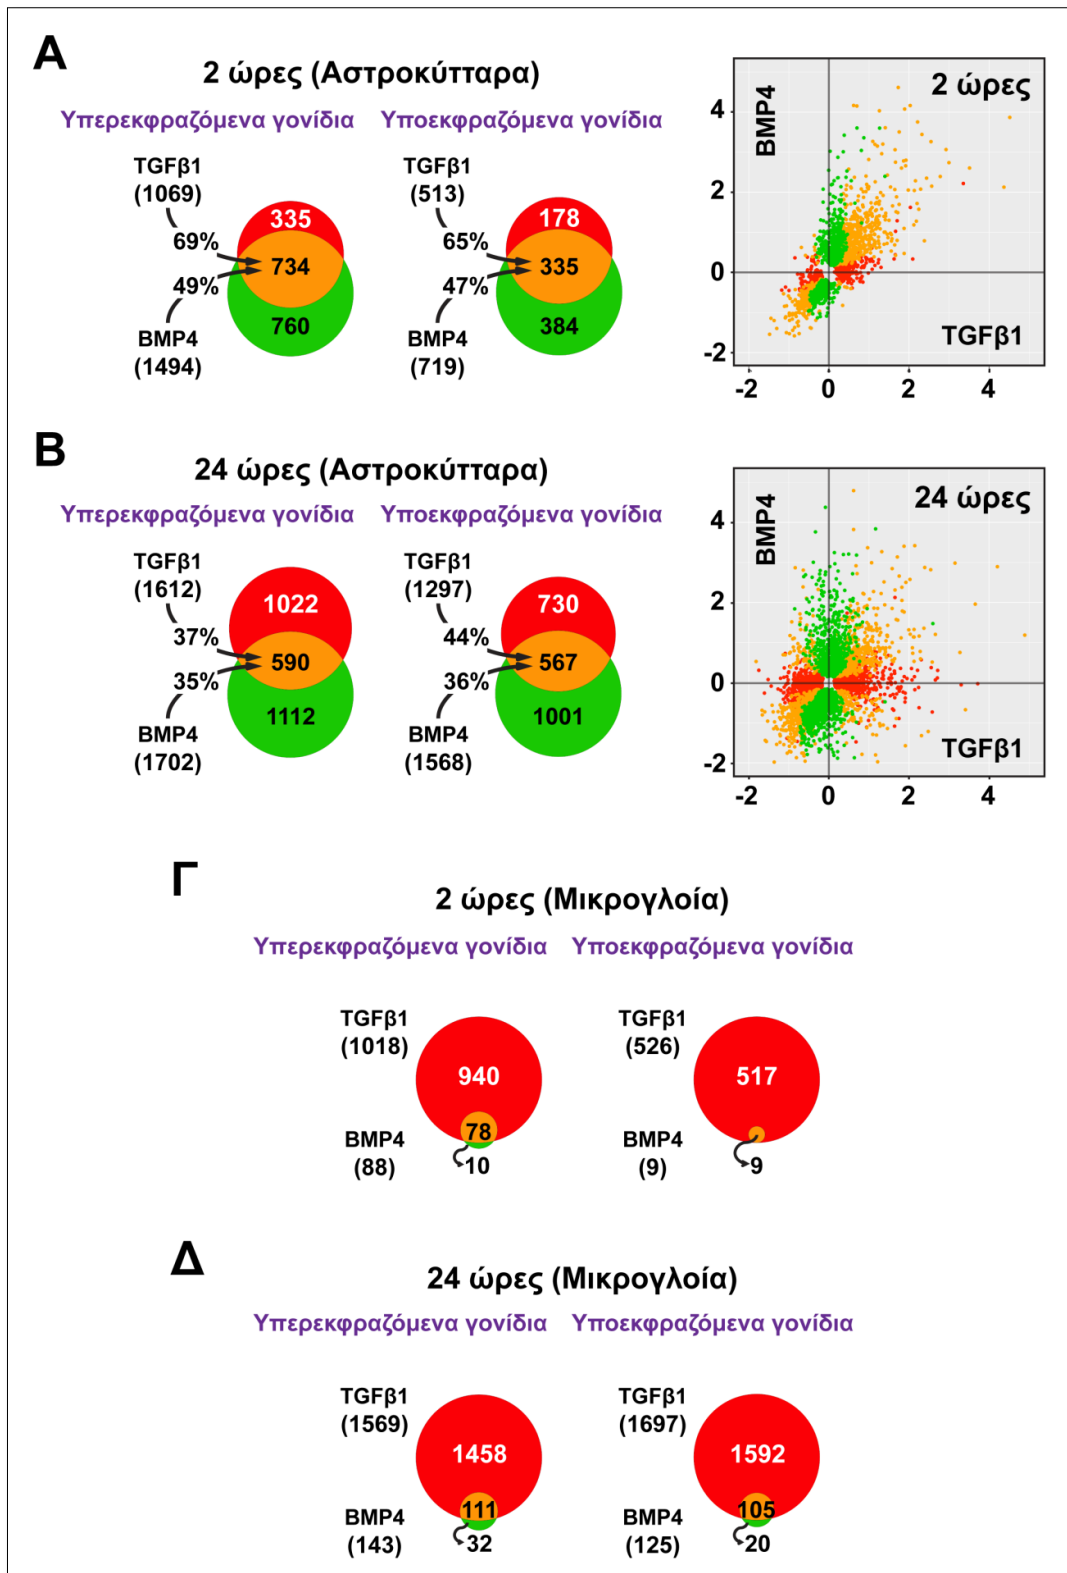 A
2 ώρες (Αστροκύτταρα)
Υπερεκφραζόμενα γονίδια
Υποεκφραζόμενα γονίδια
TGFβ1
(1069)
335
69%
734
49%
760
BMP4
(1494)
TGFβ1
(513)
178
65%
335
47%
384
BMP4
(719)
2 ώρες
BMP4
TGFβ1
4
2
0
-2
-2
0
2
4
B
24 ώρες (Αστροκύτταρα)
Υπερεκφραζόμενα γονίδια
Υποεκφραζόμενα γονίδια
TGFβ1
(1612)
1022
37%
590
35%
1112
BMP4
(1702)
TGFβ1
(1297)
730
44%
567
36%
1001
BMP4
(1568)
24 ώρες
BMP4
TGFβ1
4
2
0
-2
-2
0
2
4
Γ
2 ώρες (Μικρογλοία)
Υπερεκφραζόμενα γονίδια
Υποεκφραζόμενα γονίδια
TGFβ1
(1018)
940
78
BMP4
(88)
10
TGFβ1
(526)
517
BMP4
(9)
9
Δ
24 ώρες (Μικρογλοία)
Υπερεκφραζόμενα γονίδια
Υποεκφραζόμενα γονίδια
TGFβ1
(1569)
1458
111
BMP4
(143)
32
TGFβ1
(1697)
1592
105
BMP4
(125)
20